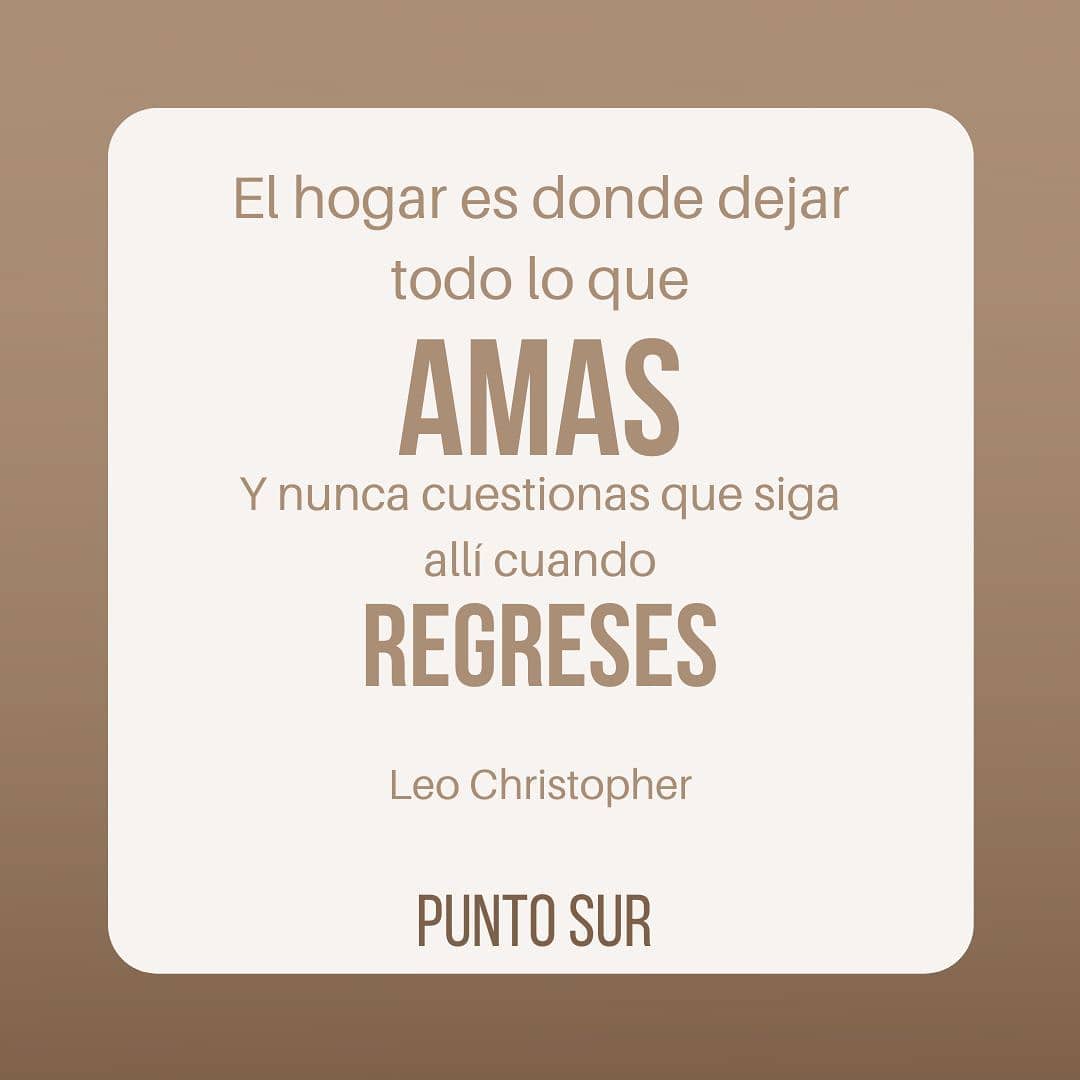 El hogar es donde dejar
todo lo que
AMAS
Y nunca cuestionas que siga
allí cuando
REGRESES
Leo Christopher
PUNTO SUR